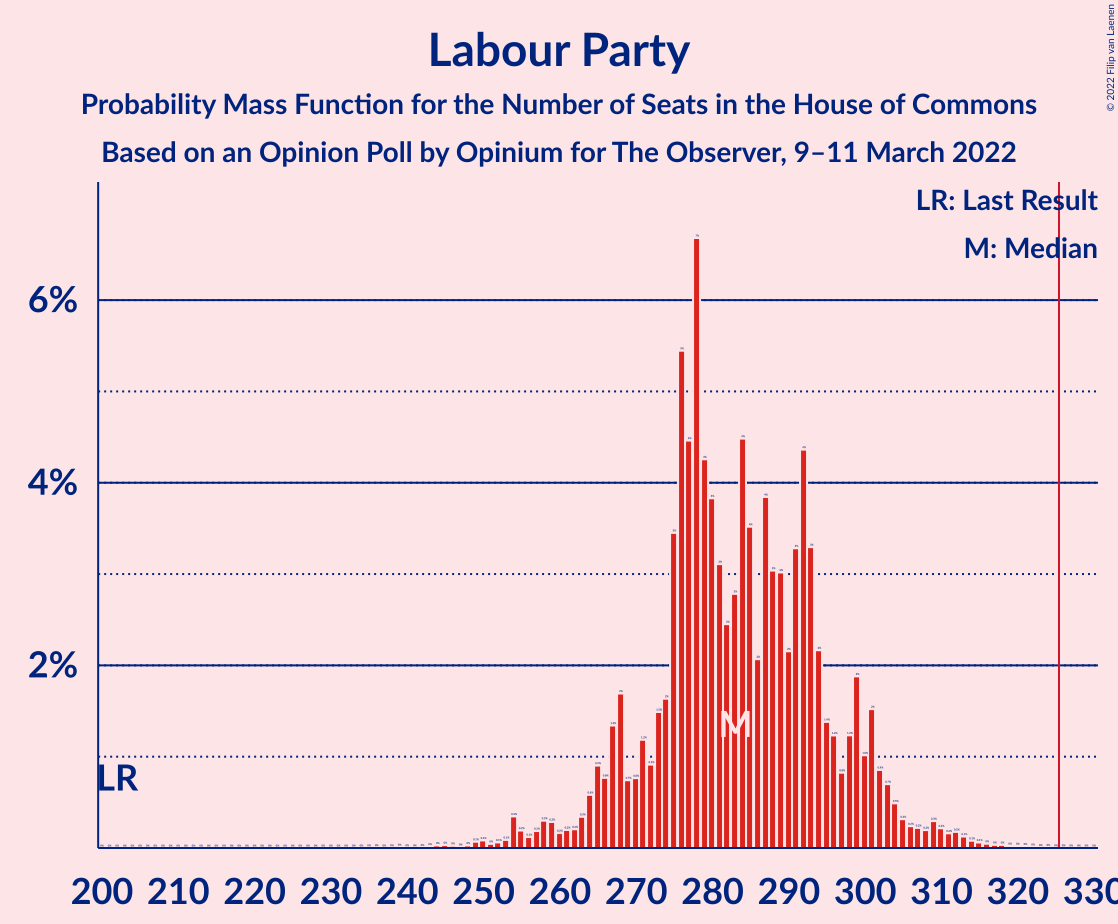 Labour Party
Probability Mass Function for the Number of Seats in the House of Commons
Based on an Opinion Poll by Opinium for The Observer, 9–11 March 2022
© 2022 Filip van Laenen
LR: Last Result
M: Median
6%
4%
2%
LR
M
200 210 220 230 240 250 260 270 280 290 300 310 320 330